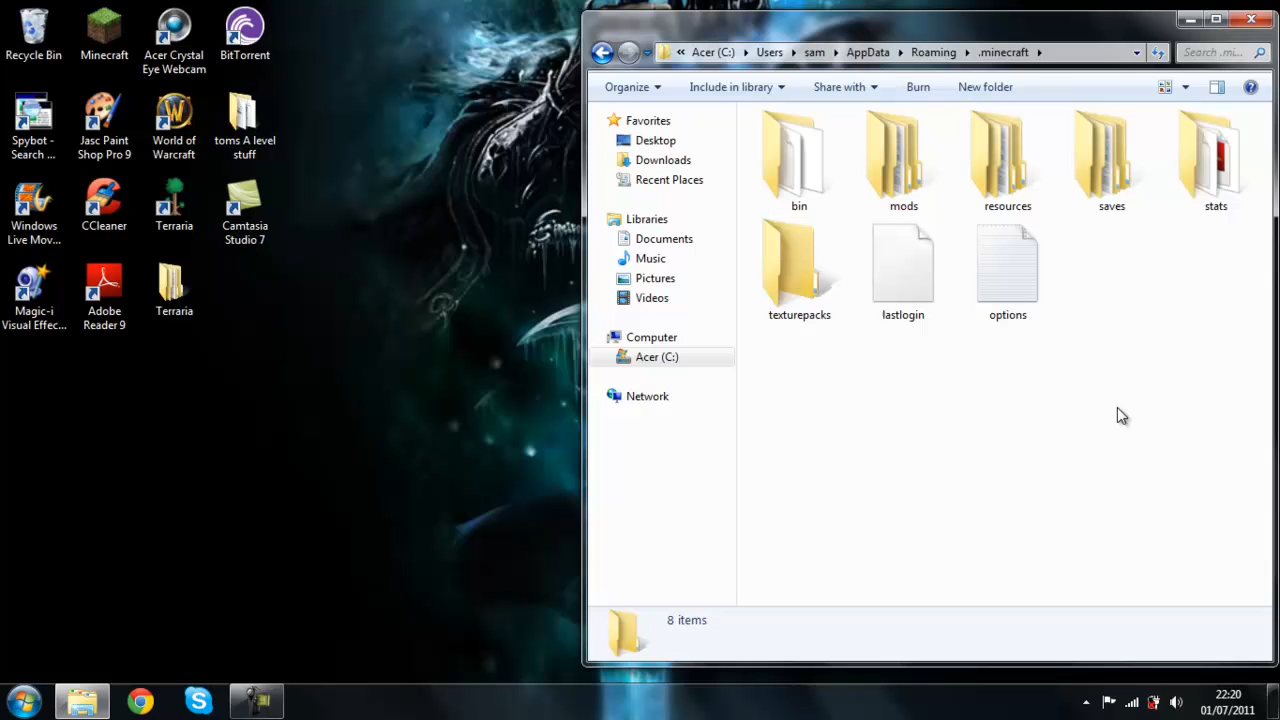 Recycle Bin
Minecraft
Acer Crystal
Eye Webcam
BitTorrent
Spybot -
Search ...
Jasc Paint
Shop Pro 9
World of
Warcraft
toms A level
stuff
Windows
Live Mov...
CCleaner
Terraria
Camtasia
Studio 7
Magic-i
Visual Effec...
Adobe
Reader 9
Terraria
« Acer (C:) ▸ Users ▸ sam ▸ AppData ▸ Roaming ▸ .minecraft ▸
Search .mi...
Organize
Include in library
Share with
Burn
New folder
Favorites
Desktop
Downloads
Recent Places
Libraries
Documents
Music
Pictures
Videos
Computer
Acer (C:)
Network
bin
mods
resources
saves
stats
texturepacks
lastlogin
options
8 items
22:20
01/07/2011